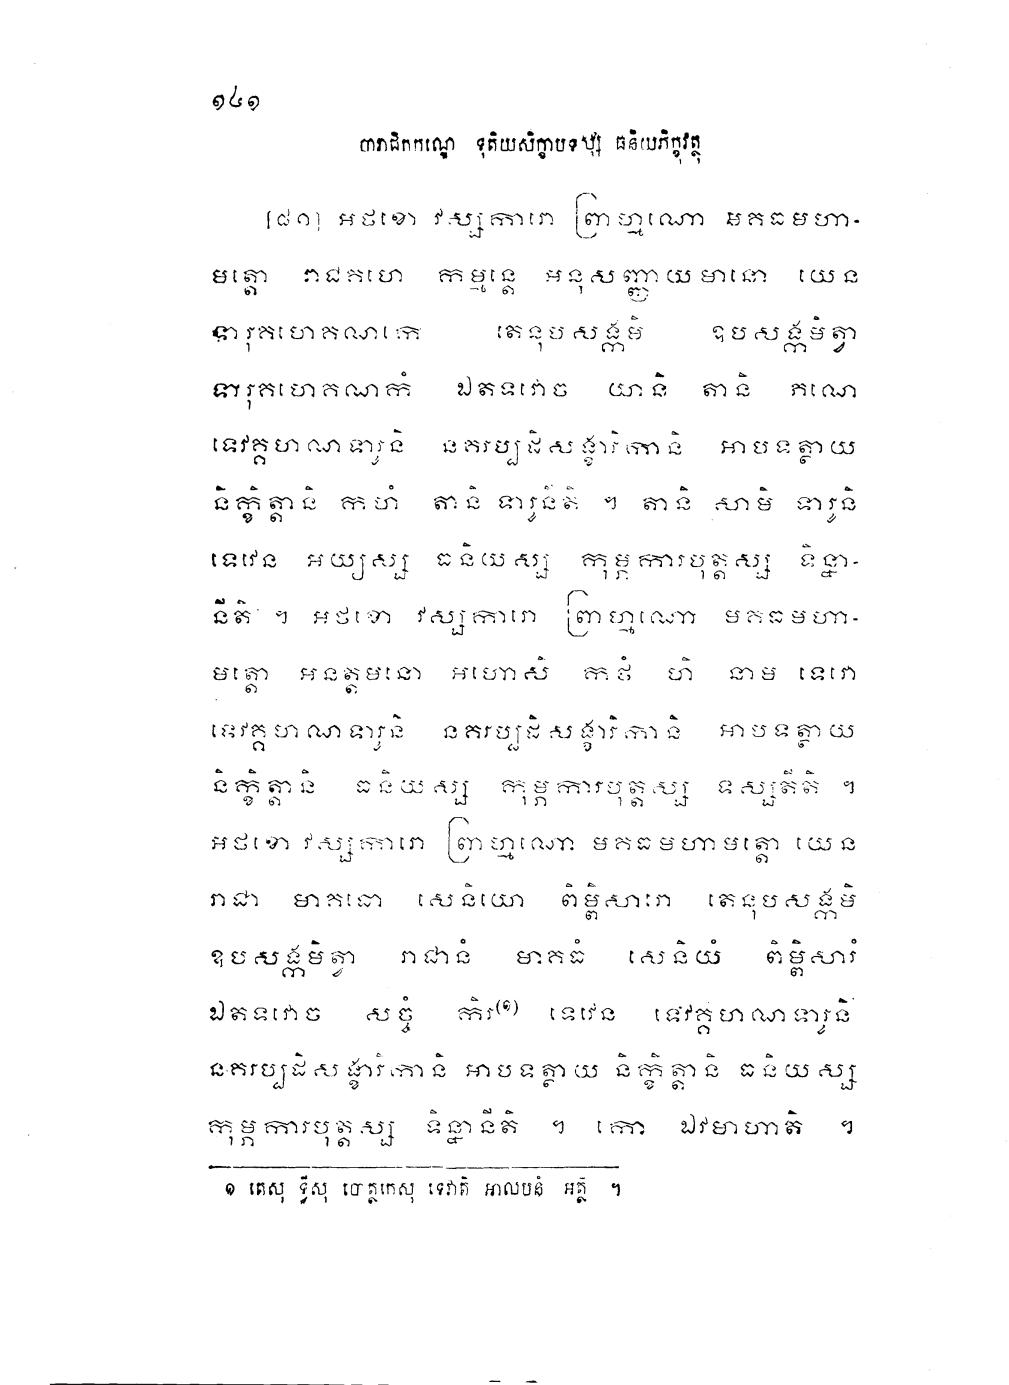 ១៤១
បារាជិកកណ្ឌេ ទុតិយសិក្ខាបទស្ស ធនិយភិក្ខុវត្ថុ
[៨១] អថខោ វស្សការោ ព្រាហ្មណោ មគធមហា-
មត្តោ រាជគហេ កម្មន្តេ អនុសញ្ញាយមានោ យេន
ទារុគហេគណកោ តេនុបសង្កមិ ឧបសង្កមិត្វា
ទារុគហេគណកំ ឯតទវោច យានិ តានិ ភណេ
ទេវគ្គហណទារូនិ នគរប្បដិសង្ខារិកានិ អាបទត្ថាយ
និក្ខិត្តានិ កហំ តានិ ទារូនីតិ ។ តានិ សាមិ ទារូនិ
ទេវេន អយ្យស្ស ធនិយស្ស កុម្ភការបុត្តស្ស ទិន្នា-
នីតិ ។ អថខោ វស្សការោ ព្រាហ្មណោ មគធមហា-
មត្តោ អនត្តមនោ អហោសិ កថំ ហិ នាម ទេវោ
ទេវគ្គហណទារូនិ នគរប្បដិសង្ខារិកានិ អាបទត្ថាយ
និក្ខិត្តានិ ធនិយស្ស កុម្ភការបុត្តស្ស ទស្សតីតិ ។
អថខោ វស្សការោ ព្រាហ្មណោ មគធមហាមត្តោ យេន
រាជា មាគធោ សេនិយោ ពិម្ពិសារោ តេនុបសង្កមិ
ឧបសង្កមិត្វា រាជានំ មាគធំ សេនិយំ ពិម្ពិសារំ
ឯតទវោច សច្ចំ កិរ(១) ទេវេន ទេវគ្គហណទារូនិ
នគរប្បដិសង្ខារិកានិ អាបទត្ថាយ និក្ខិត្តានិ ធនិយស្ស
កុម្ភការបុត្តស្ស ទិន្នានីតិ ។ កោ ឯវមាហាតិ ។
១ តេសុ ទ្វីសុ បោត្ថកេសុ ទេវាតិ អាលបនំ អត្ថិ ។